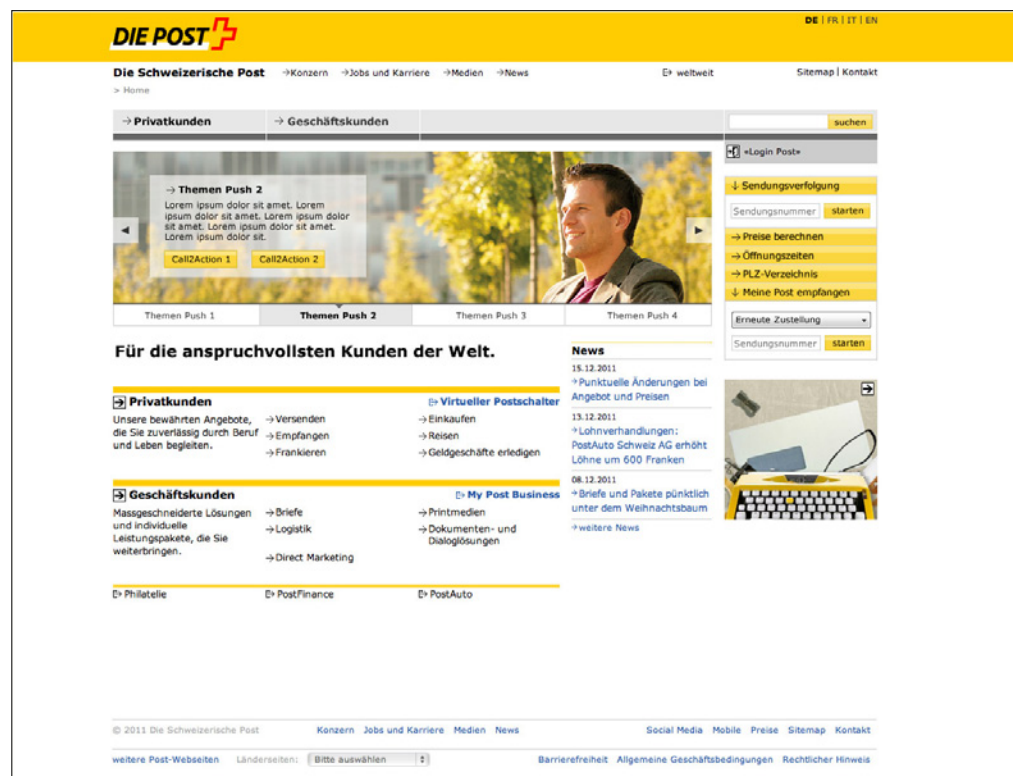 DIE POST
DE | FR | IT | EN
Die Schweizerische Post
Konzern
Jobs und Karriere
Medien
News
weltweit
Sitemap | Kontakt
> Home
→ Privatkunden
→ Geschäftskunden
suchen
«Login Post»
→ Themen Push 2
Lorem ipsum dolor sit amet. Lorem
ipsum dolor sit amet. Lorem ipsum dolor
sit amet. Lorem ipsum dolor sit amet.
Lorem ipsum dolor sit.
Call2Action 1
Call2Action 2
Themen Push 1
Themen Push 2
Themen Push 3
Themen Push 4
↓ Sendungsverfolgung
Sendungsnummer
starten
→ Preise berechnen
→ Öffnungszeiten
→ PLZ-Verzeichnis
↓ Meine Post empfangen
Erneute Zustellung
Sendungsnummer
starten
Für die anspruchvollsten Kunden der Welt.
Privatkunden
Virtueller Postschalter
Unsere bewährten Angebote,
die Sie zuverlässig durch Beruf
und Leben begleiten.
→ Versenden
→ Empfangen
→ Frankieren
→ Einkaufen
→ Reisen
→ Geldgeschäfte erledigen
Geschäftskunden
My Post Business
Massgeschneiderte Lösungen
und individuelle
Leistungspakete, die Sie
weiterbringen.
→ Briefe
→ Logistik
→ Direct Marketing
→ Printmedien
→ Dokumenten- und
Dialoglösungen
Philatelie
PostFinance
PostAuto
News
15.12.2011
→ Punktuelle Änderungen bei
Angebot und Preisen
13.12.2011
→ Lohnverhandlungen:
PostAuto Schweiz AG erhöht
Löhne um 600 Franken
08.12.2011
→ Briefe und Pakete pünktlich
unter dem Weihnachtsbaum
→ weitere News
© 2011 Die Schweizerische Post
Konzern Jobs und Karriere Medien News
Social Media Mobile Preise Sitemap Kontakt
weitere Post-Webseiten
Länderseiten:
Bitte auswählen
Barrierefreiheit Allgemeine Geschäftsbedingungen Rechtlicher Hinweis